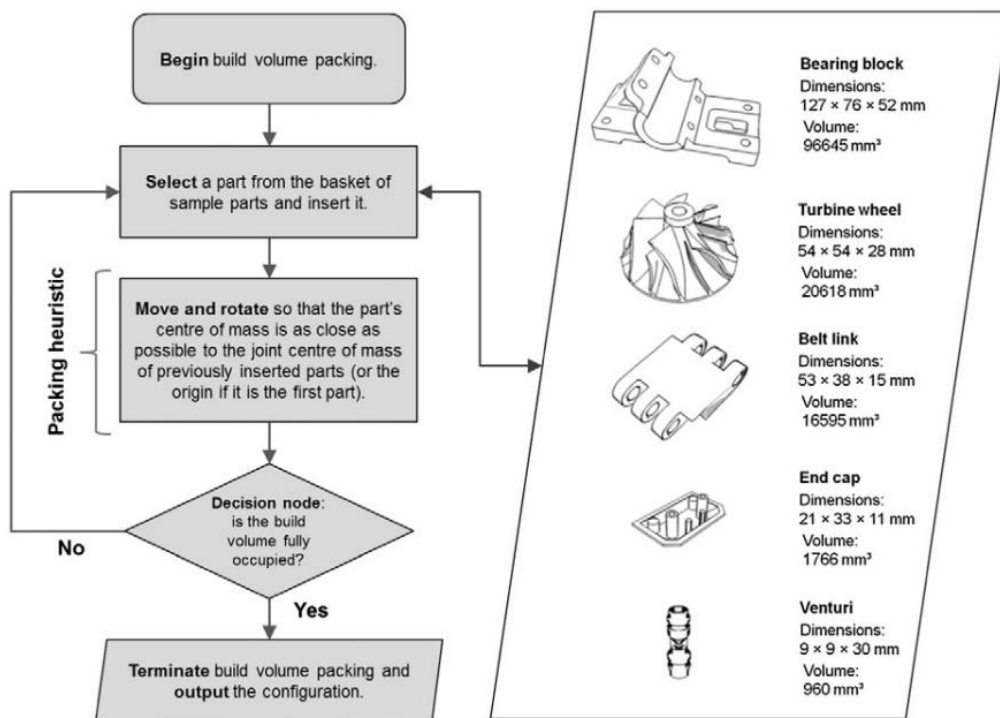 Begin build volume packing.
Select a part from the basket of
sample parts and insert it.
Packing heuristic
Move and rotate so that the part's
centre of mass is as close as
possible to the joint centre of mass
of previously inserted parts (or the
origin if it is the first part).
Decision node:
is the build
volume fully
occupied?
No
Yes
Terminate build volume packing and
output the configuration.
Bearing block
Dimensions:
127 × 76 × 52 mm
Volume:
96645 mm³
Turbine wheel
Dimensions:
54 × 54 × 28 mm
Volume:
20618 mm³
Belt link
Dimensions:
53 × 38 × 15 mm
Volume:
16595 mm³
End cap
Dimensions:
21 × 33 × 11 mm
Volume:
1766 mm³
Venturi
Dimensions:
9 × 9 × 30 mm
Volume:
960 mm³